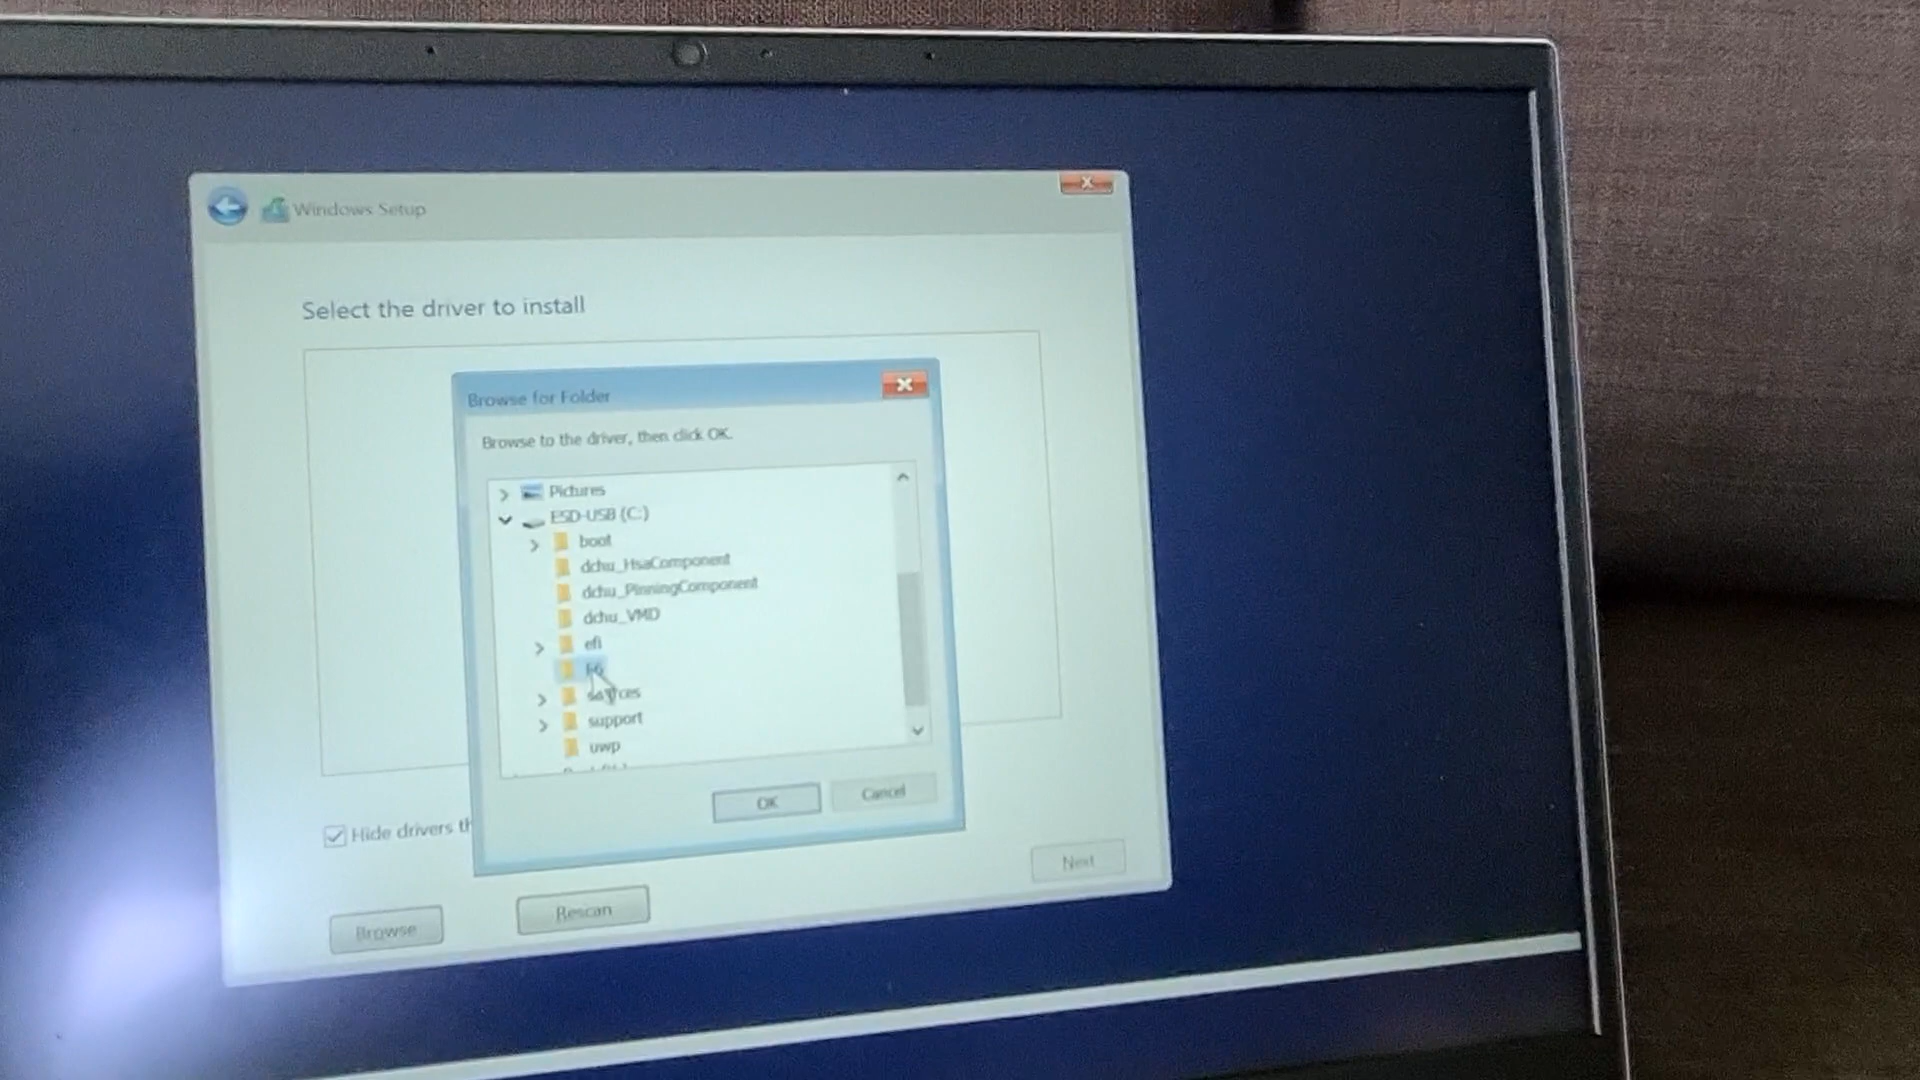 Windows Setup
Select the driver to install
Browse for Folder
Browse to the driver, then click OK.
Pictures
ESD-USB (C:)
boot
dchu_HsaComponent
dchu_PinningComponent
dchu_VMD
efi
F6
sources
support
uwp
OK
Cancel
Hide drivers th
Next
Browse
Rescan